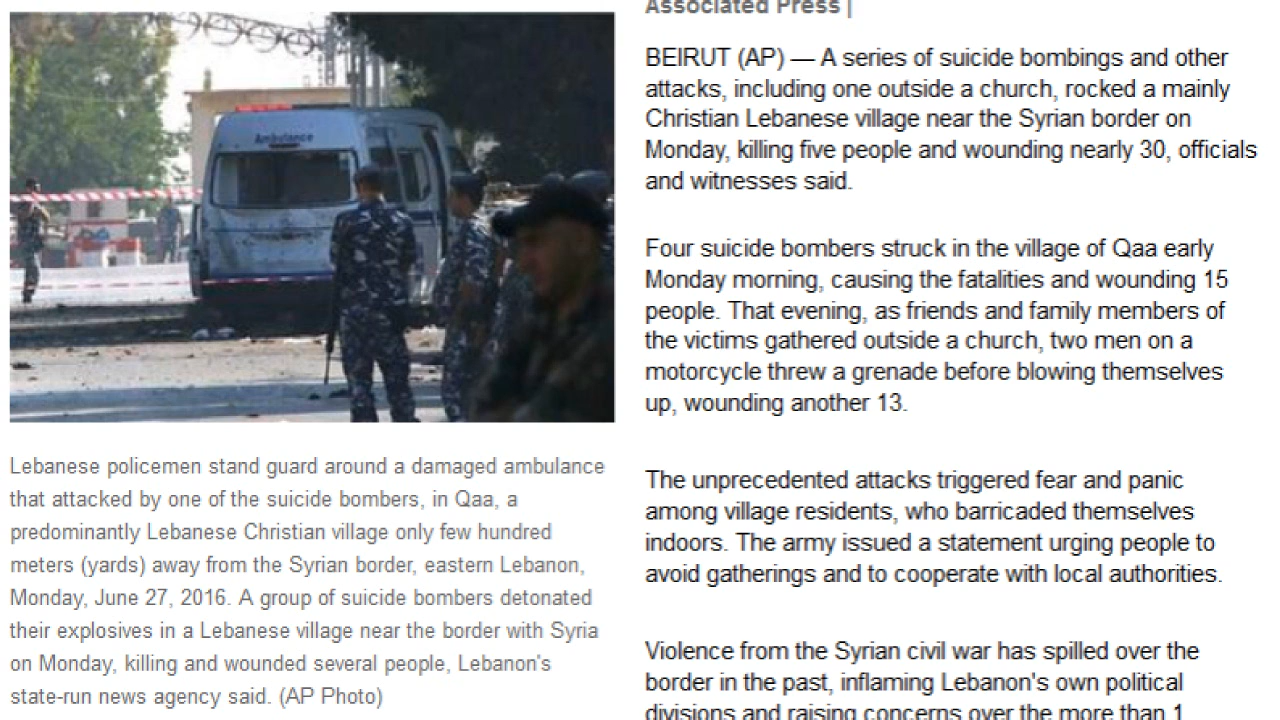 Associated Press |
Ambulance
Lebanese policemen stand guard around a damaged ambulance
that attacked by one of the suicide bombers, in Qaa, a
predominantly Lebanese Christian village only few hundred
meters (yards) away from the Syrian border, eastern Lebanon,
Monday, June 27, 2016. A group of suicide bombers detonated
their explosives in a Lebanese village near the border with Syria
on Monday, killing and wounded several people, Lebanon's
state-run news agency said. (AP Photo)
BEIRUT (AP) — A series of suicide bombings and other
attacks, including one outside a church, rocked a mainly
Christian Lebanese village near the Syrian border on
Monday, killing five people and wounding nearly 30, officials
and witnesses said.
Four suicide bombers struck in the village of Qaa early
Monday morning, causing the fatalities and wounding 15
people. That evening, as friends and family members of
the victims gathered outside a church, two men on a
motorcycle threw a grenade before blowing themselves
up, wounding another 13.
The unprecedented attacks triggered fear and panic
among village residents, who barricaded themselves
indoors. The army issued a statement urging people to
avoid gatherings and to cooperate with local authorities.
Violence from the Syrian civil war has spilled over the
border in the past, inflaming Lebanon's own political
divisions and raising concerns over the more than 1